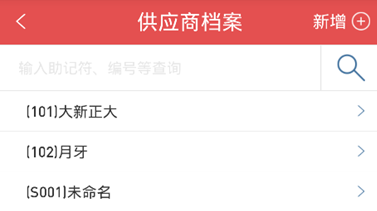 供应商档案 新增
输入助记符、编号等查询
(101)大新正大
(102)月牙
(S001)未命名